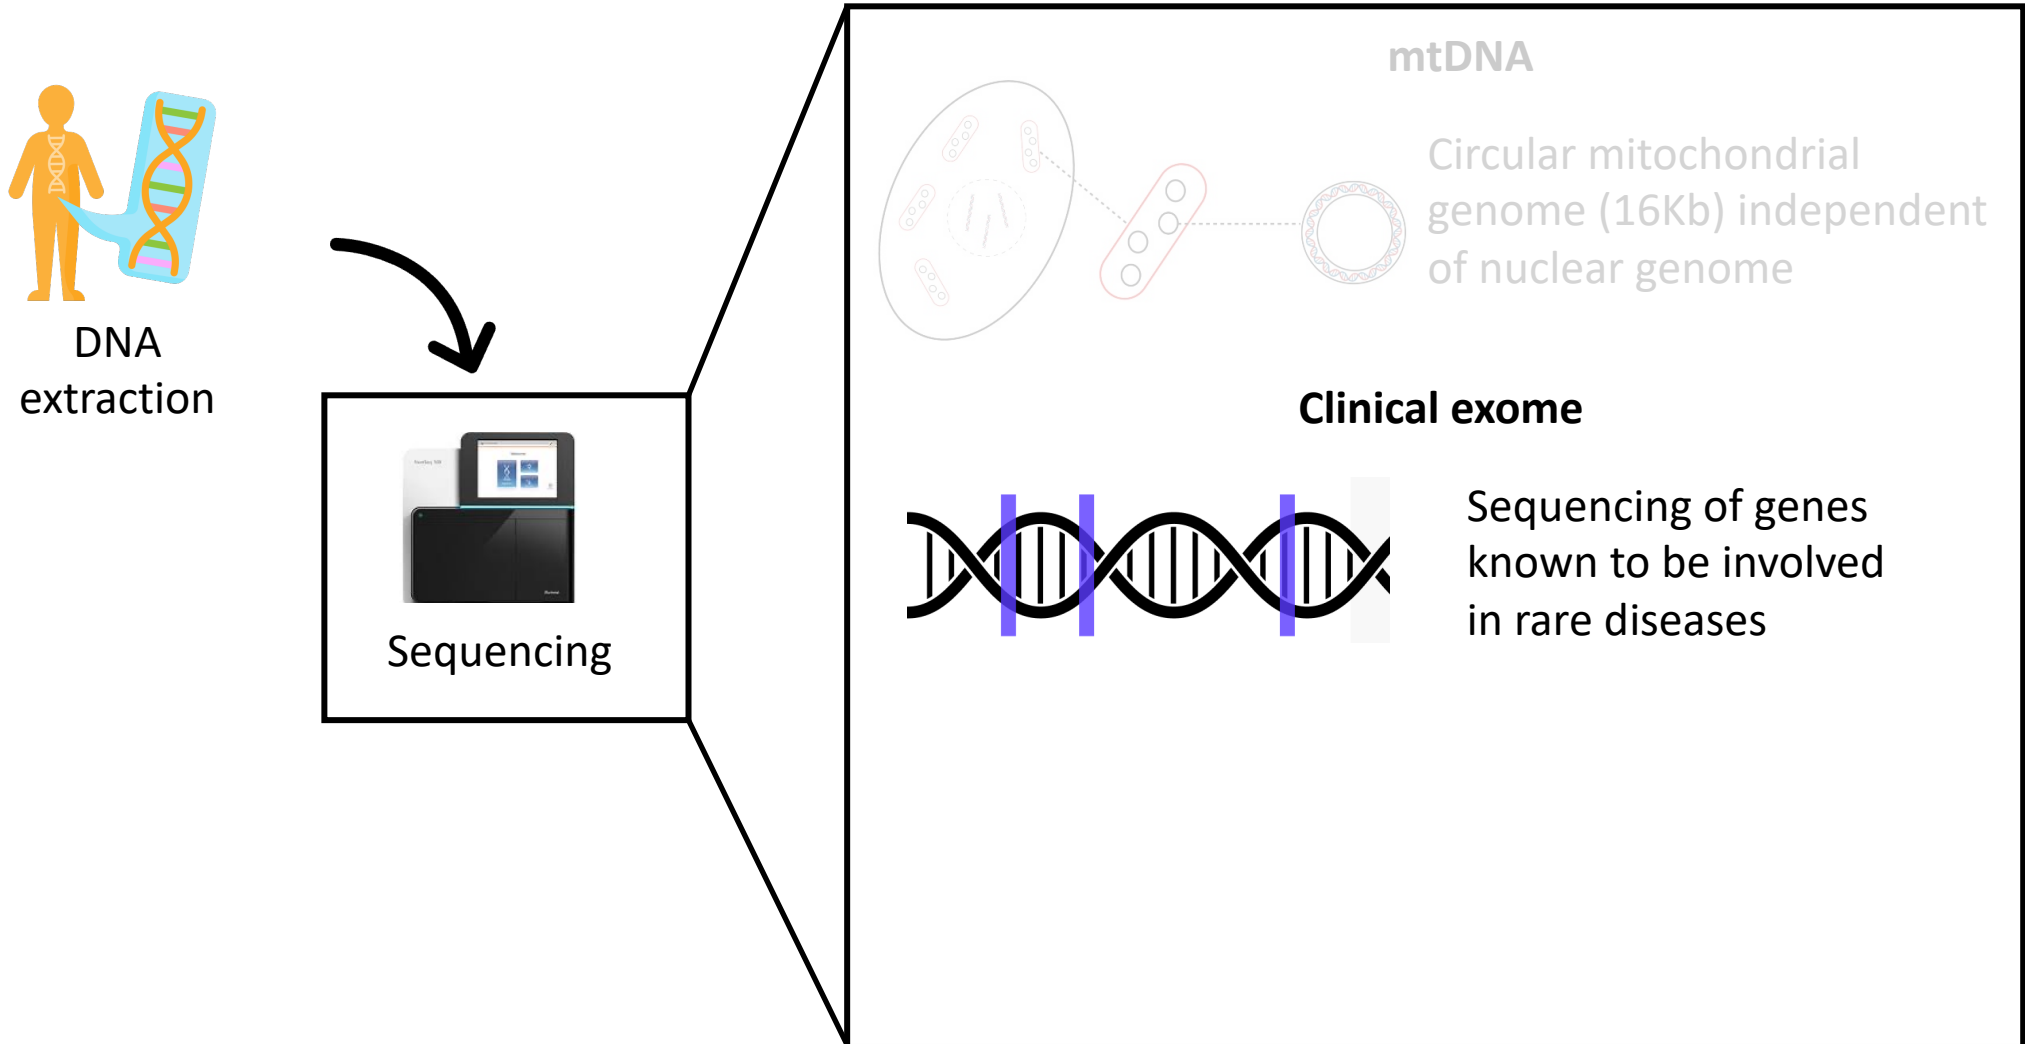 mtDNA
Circular mitochondrial
genome (16Kb) independent
of nuclear genome
DNA
extraction
Clinical exome
Sequencing of genes
known to be involved
in rare diseases
Sequencing